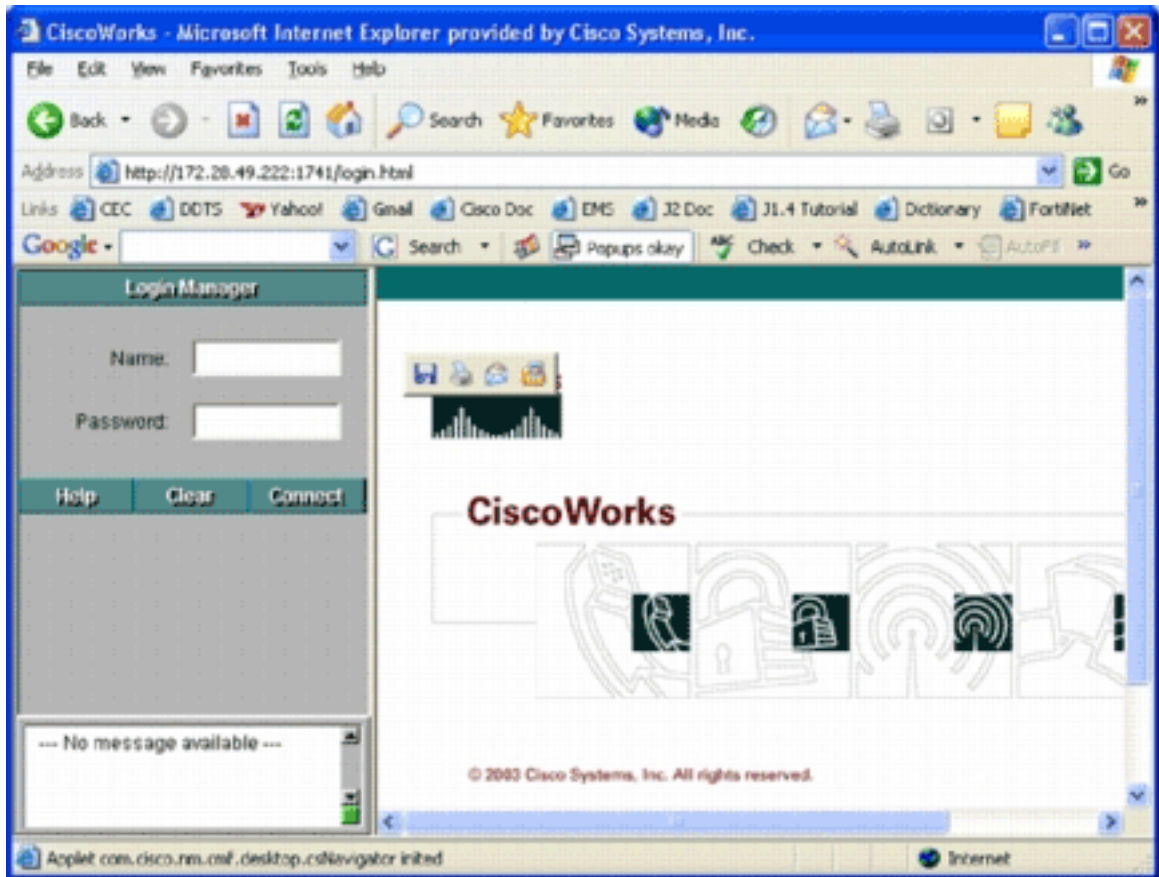 CiscoWorks - Microsoft Internet Explorer provided by Cisco Systems, Inc.
File Edit View Favorites Tools Help
Back Search Favorites Media
Address http://172.28.49.222:1741/login.html Go
Links CEC DDTS Yahoo! Gmail Cisco Doc EMS J2 Doc J1.4 Tutorial Dictionary FortiNet
Google Search Popups okay Check AutoLink AutoFill
Login Manager
Name:
Password:
Help Clear Connect
CiscoWorks
--- No message available ---
© 2003 Cisco Systems, Inc. All rights reserved.
Applet com.cisco.nm.cmf.desktop.csNavigator inited Internet